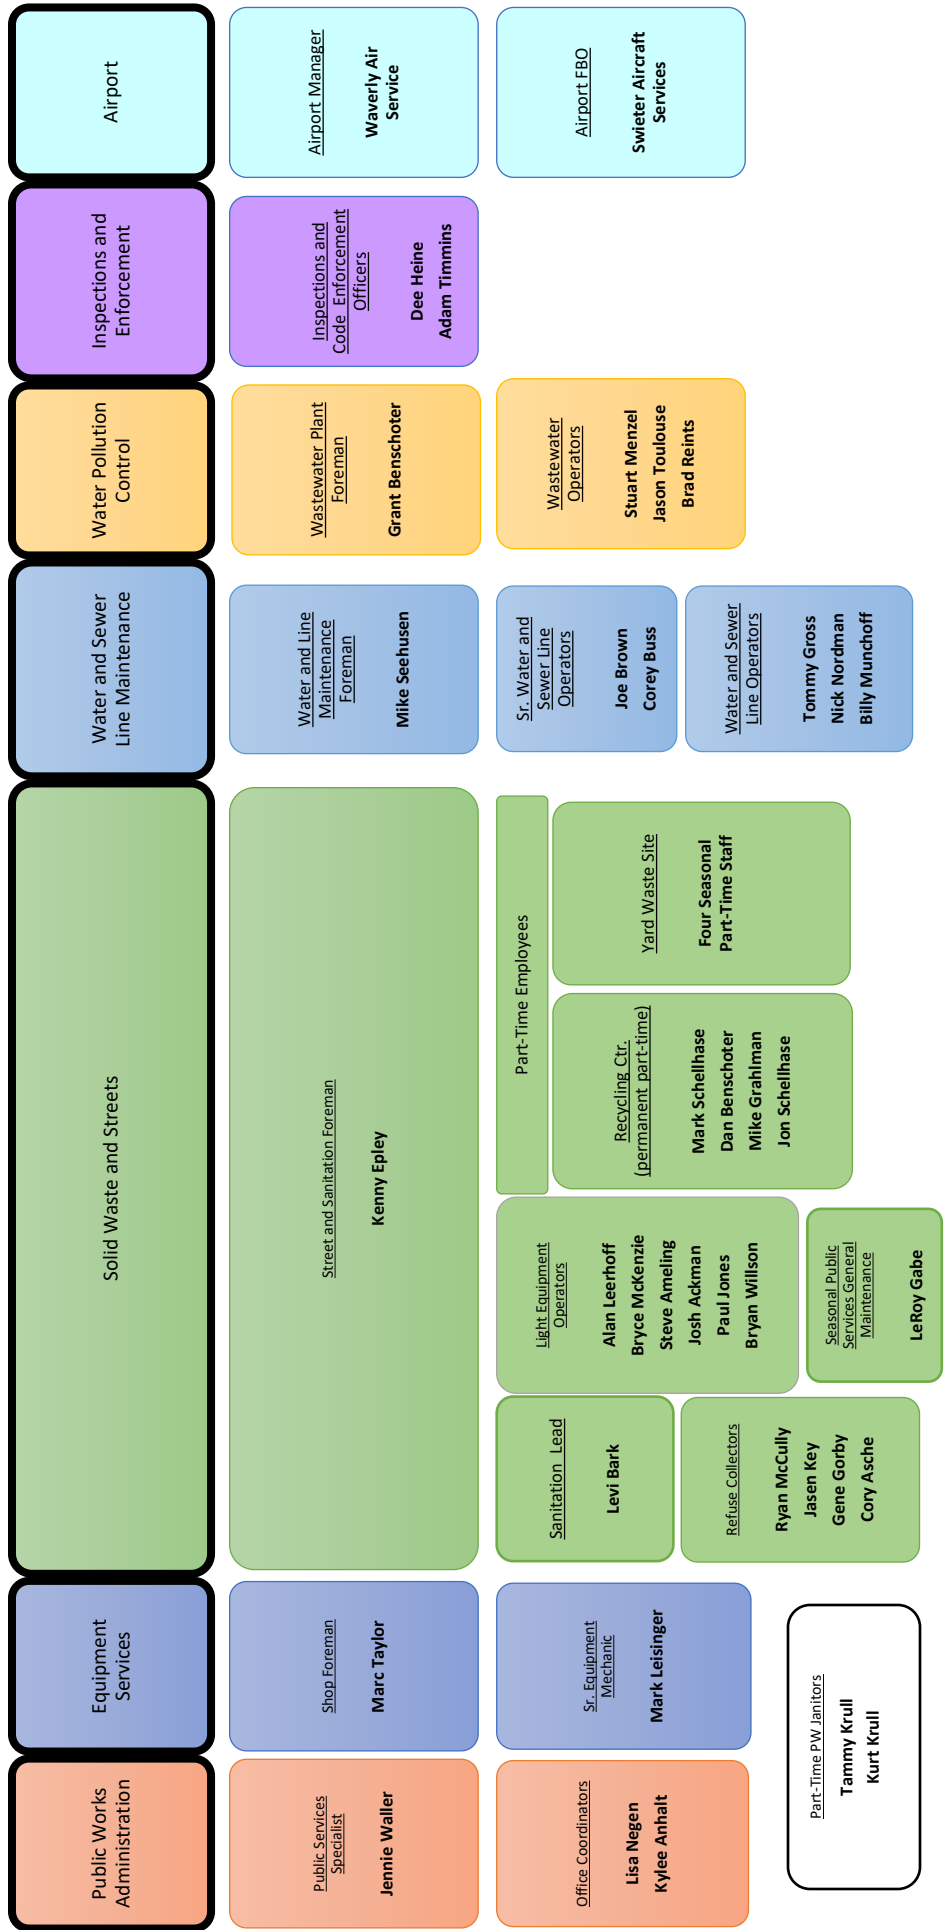 Public Works
Administration
Public Services
Specialist
Jennie Waller
Office Coordinators
Lisa Negen
Kylee Anhalt
Equipment
Services
Shop Foreman
Marc Taylor
Sr. Equipment
Mechanic
Mark Leisinger
Part-Time PW Janitors
Tammy Krull
Kurt Krull
Solid Waste and Streets
Street and Sanitation Foreman
Kenny Epley
Sanitation Lead
Levi Bark
Refuse Collectors
Ryan McCully
Jasen Key
Gene Gorby
Cory Asche
Light Equipment
Operators
Alan Leerhoff
Bryce McKenzie
Steve Ameling
Josh Ackman
Paul Jones
Bryan Willson
Seasonal Public
Services General
Maintenance
LeRoy Gabe
Part-Time Employees
Recycling Ctr.
(permanent part-time)
Mark Schellhase
Dan Benschoter
Mike Grahlman
Jon Schellhase
Yard Waste Site
Four Seasonal
Part-Time Staff
Water and Sewer
Line Maintenance
Water and Line
Maintenance
Foreman
Mike Seehusen
Sr. Water and
Sewer Line
Operators
Joe Brown
Corey Buss
Water and Sewer
Line Operators
Tommy Gross
Nick Nordman
Billy Munchoff
Water Pollution
Control
Wastewater Plant
Foreman
Grant Benschoter
Wastewater
Operators
Stuart Menzel
Jason Toulouse
Brad Reints
Inspections and
Enforcement
Inspections and
Code Enforcement
Officers
Dee Heine
Adam Timmins
Airport
Airport Manager
Waverly Air
Service
Airport FBO
Swieter Aircraft
Services